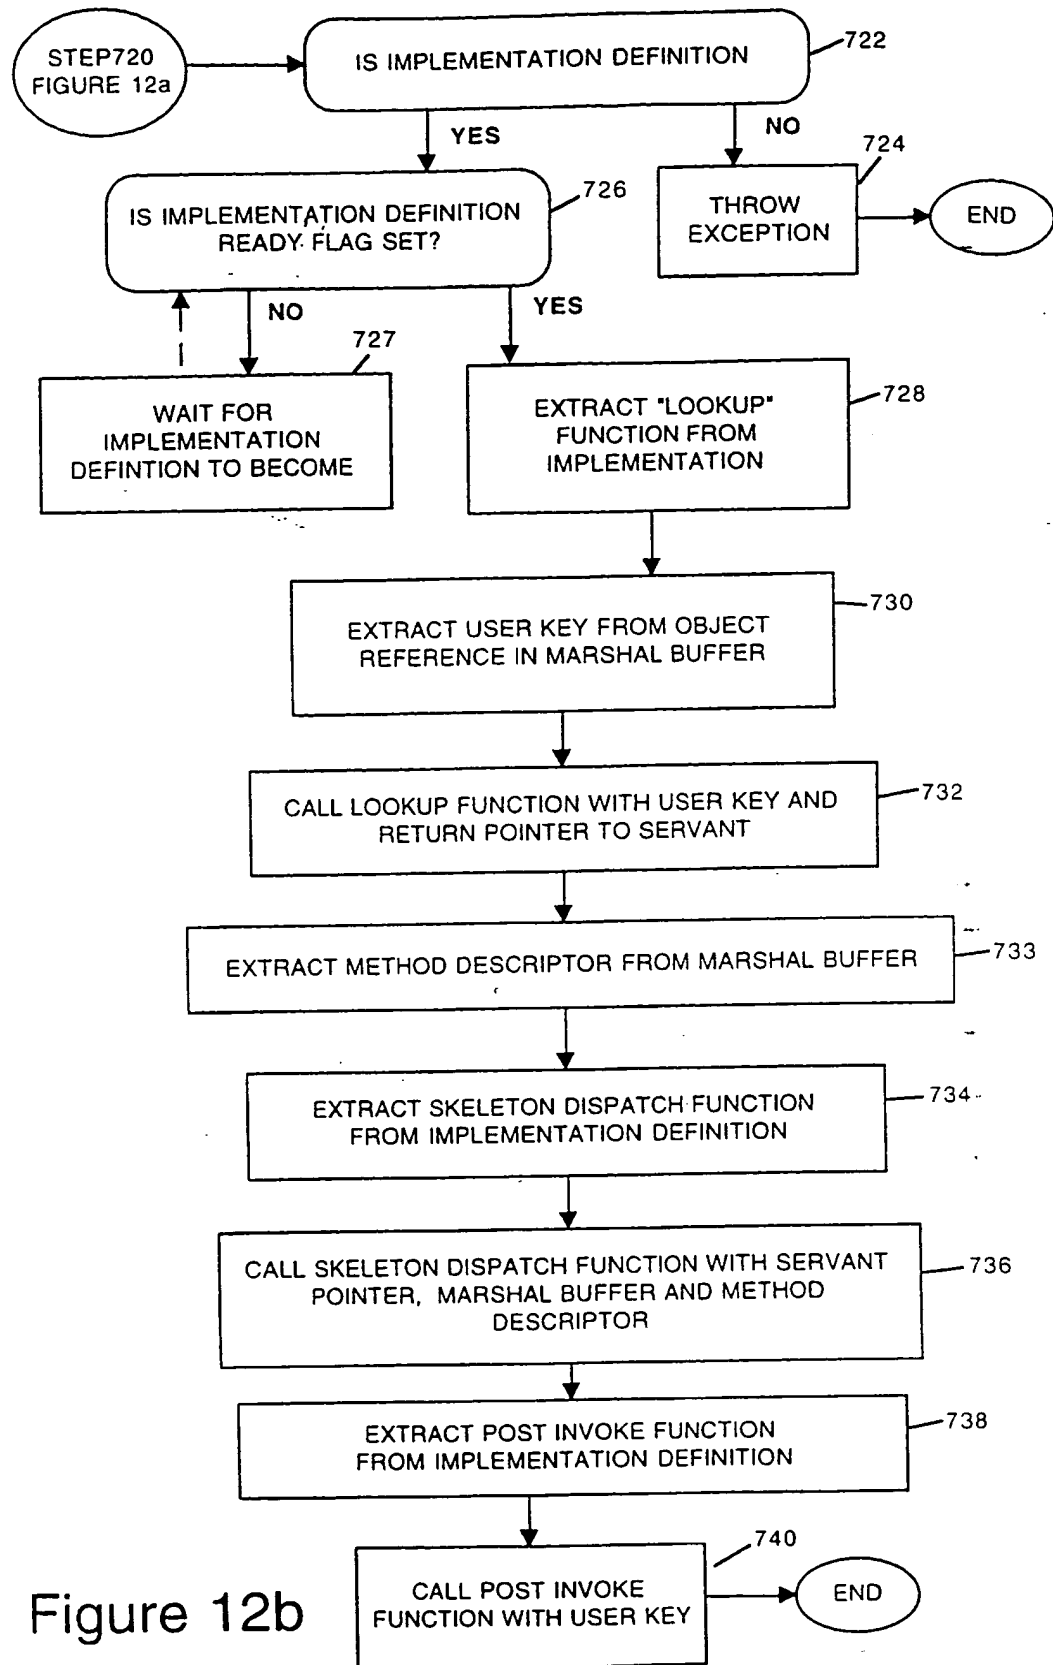 STEP720
FIGURE 12a
IS IMPLEMENTATION DEFINITION
722
YES
NO
724
726
IS IMPLEMENTATION DEFINITION
READY FLAG SET?
THROW
EXCEPTION
END
NO
YES
727
WAIT FOR
IMPLEMENTATION
DEFINTION TO BECOME
728
EXTRACT "LOOKUP"
FUNCTION FROM
IMPLEMENTATION
730
EXTRACT USER KEY FROM OBJECT
REFERENCE IN MARSHAL BUFFER
732
CALL LOOKUP FUNCTION WITH USER KEY AND
RETURN POINTER TO SERVANT
733
EXTRACT METHOD DESCRIPTOR FROM MARSHAL BUFFER
734
EXTRACT SKELETON DISPATCH FUNCTION
FROM IMPLEMENTATION DEFINITION
736
CALL SKELETON DISPATCH FUNCTION WITH SERVANT
POINTER, MARSHAL BUFFER AND METHOD
DESCRIPTOR
738
EXTRACT POST INVOKE FUNCTION
FROM IMPLEMENTATION DEFINITION
740
CALL POST INVOKE
FUNCTION WITH USER KEY
END
Figure 12b